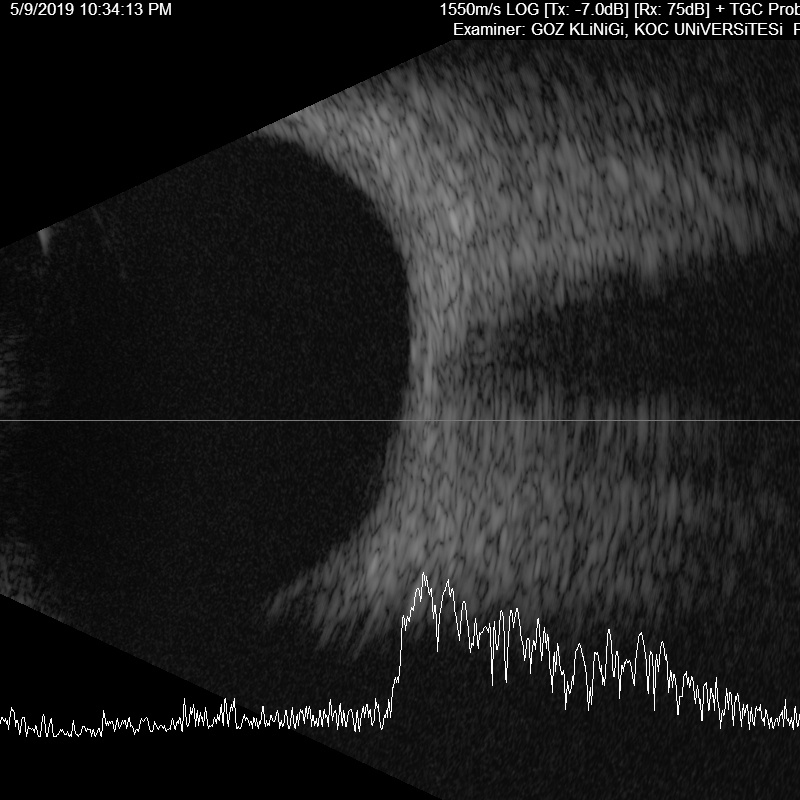 5/9/2019 10:34:13 PM
1550m/s LOG [Tx: -7.0dB] [Rx: 75dB] + TGC
Examiner: GOZ KLiNiGi, KOC UNiVERSiTESi